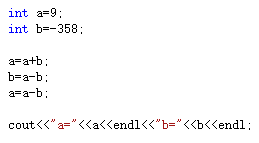 int a=9;
int b=-358;
a=a+b;
b=a-b;
a=a-b;
cout<<"a="<<a<<endl<<"b="<<b<<endl;